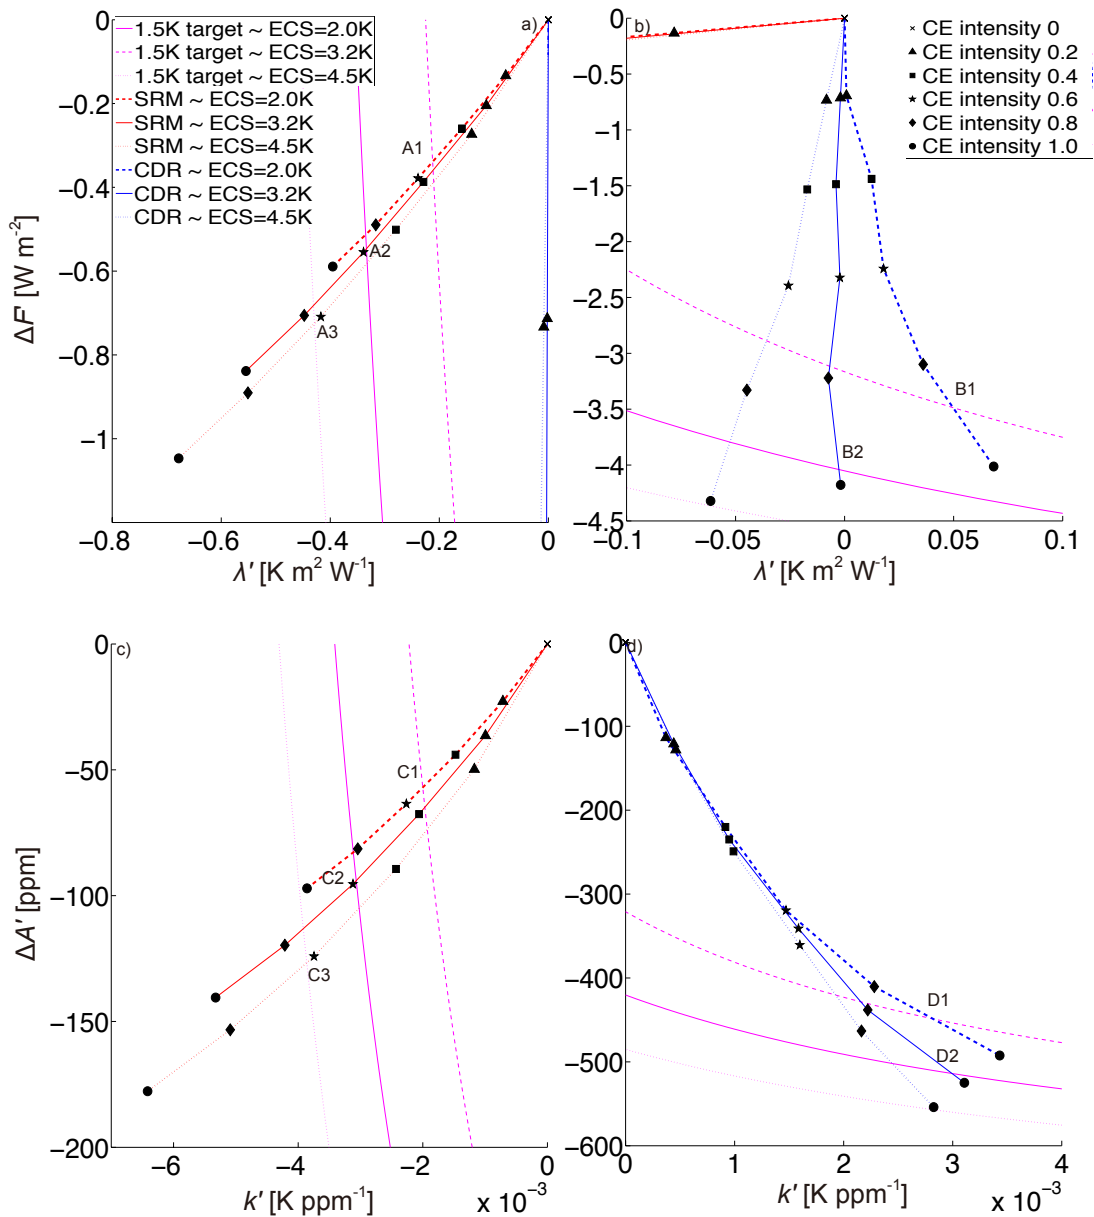 a)
1.5K target ~ ECS=2.0K
1.5K target ~ ECS=3.2K
1.5K target ~ ECS=4.5K
SRM ~ ECS=2.0K
SRM ~ ECS=3.2K
SRM ~ ECS=4.5K
CDR ~ ECS=2.0K
CDR ~ ECS=3.2K
CDR ~ ECS=4.5K
0
−0.2
−0.4
−0.6
−0.8
−1
ΔF′ [W m⁻²]
A1
A2
A3
−0.8 −0.6 −0.4 −0.2 0
λ′ [K m² W⁻¹]
b)
CE intensity 0
CE intensity 0.2
CE intensity 0.4
CE intensity 0.6
CE intensity 0.8
CE intensity 1.0
0
−0.5
−1
−1.5
−2
−2.5
−3
−3.5
−4
−4.5
B1
B2
−0.1 −0.05 0 0.05 0.1
λ′ [K m² W⁻¹]
c)
0
−50
−100
−150
−200
ΔA′ [ppm]
C1
C2
C3
−6 −4 −2 0
k′ [K ppm⁻¹]
x 10⁻³
d)
0
−100
−200
−300
−400
−500
−600
D1
D2
0 1 2 3 4
k′ [K ppm⁻¹]
x 10⁻³